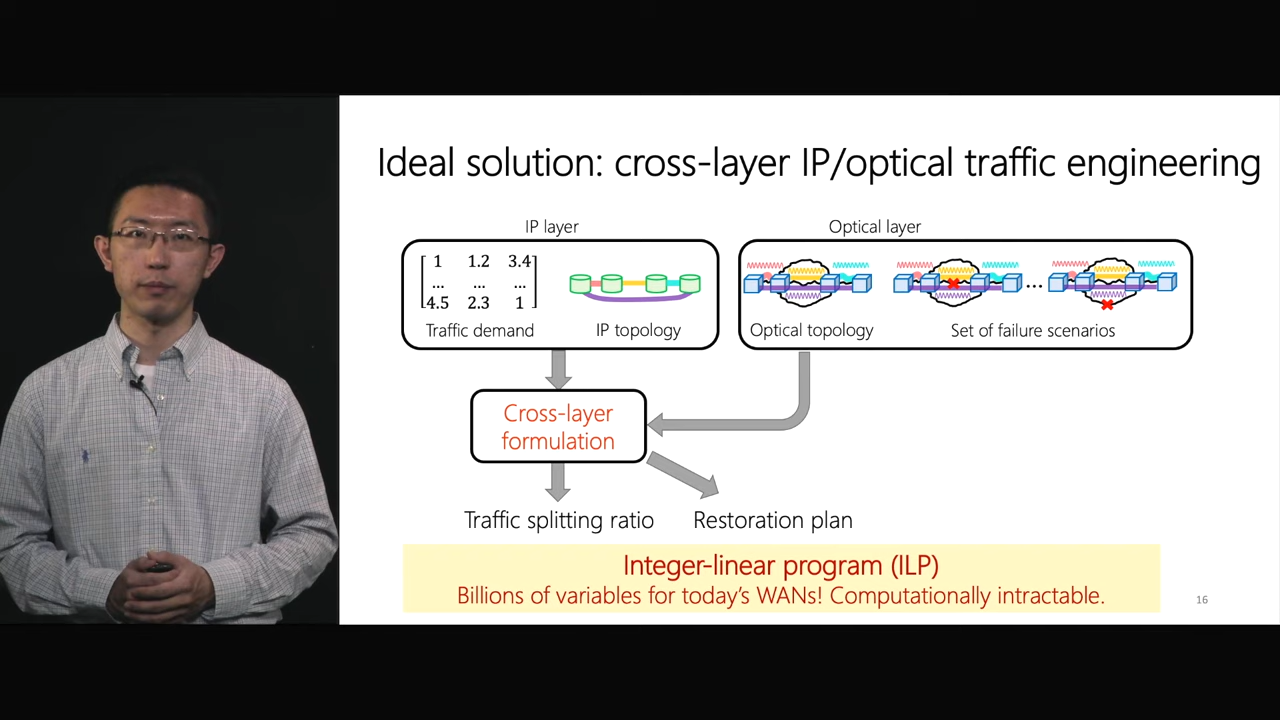 Ideal solution: cross-layer IP/optical traffic engineering
IP layer
Optical layer
1 1.2 3.4
... ... ...
4.5 2.3 1
Traffic demand
IP topology
...
Optical topology
Set of failure scenarios
Cross-layer
formulation
Traffic splitting ratio
Restoration plan
Integer-linear program (ILP)
Billions of variables for today's WANs! Computationally intractable.
16